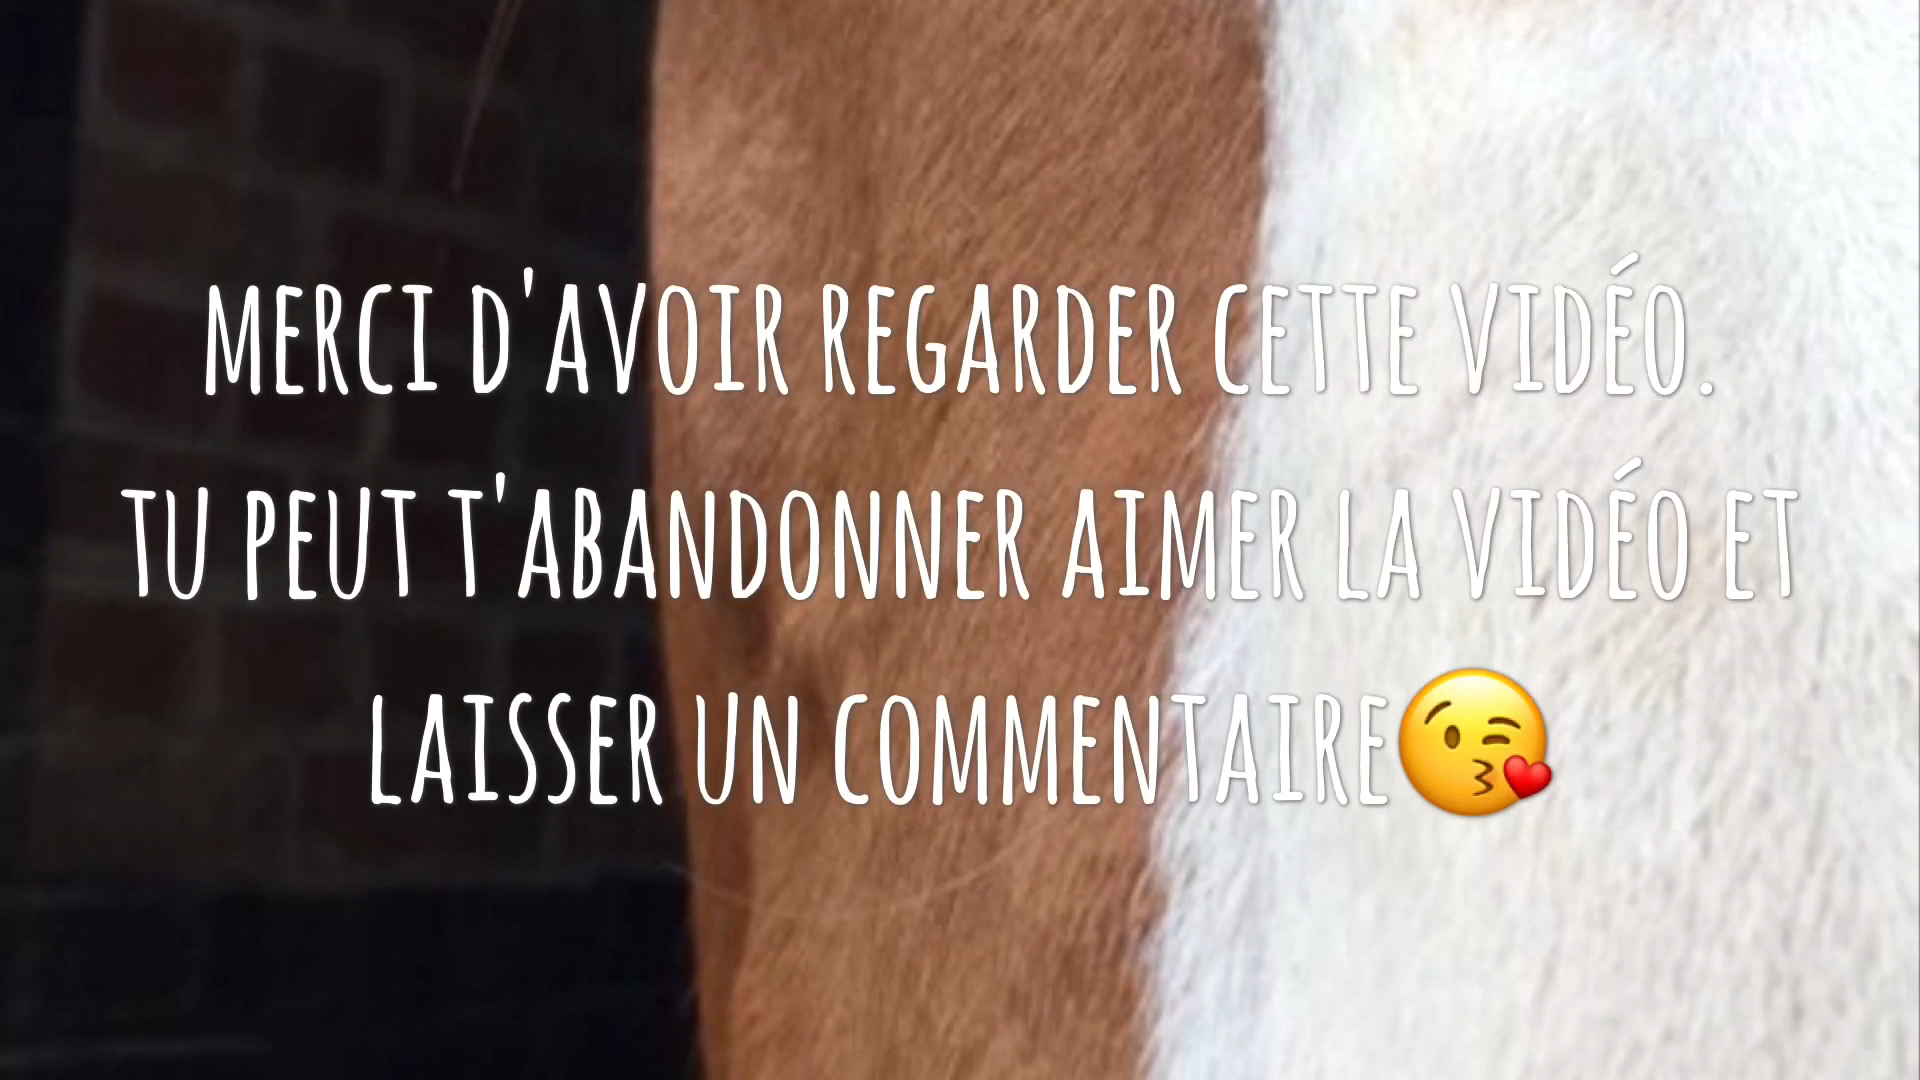 MERCI D'AVOIR REGARDER CETTE VIDÉO.
TU PEUT T'ABANDONNER AIMER LA VIDÉO ET
LAISSER UN COMMENTAIRE😘